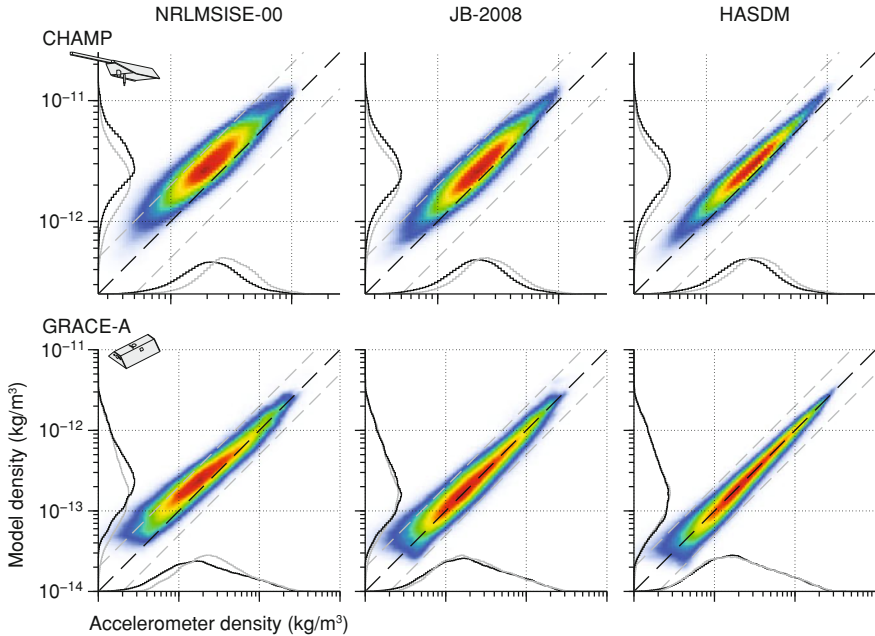 NRLMSISE-00 JB-2008 HASDM
CHAMP
10⁻¹¹
10⁻¹²
GRACE-A
10⁻¹¹
10⁻¹²
10⁻¹³
10⁻¹⁴
Model density (kg/m³)
Accelerometer density (kg/m³)